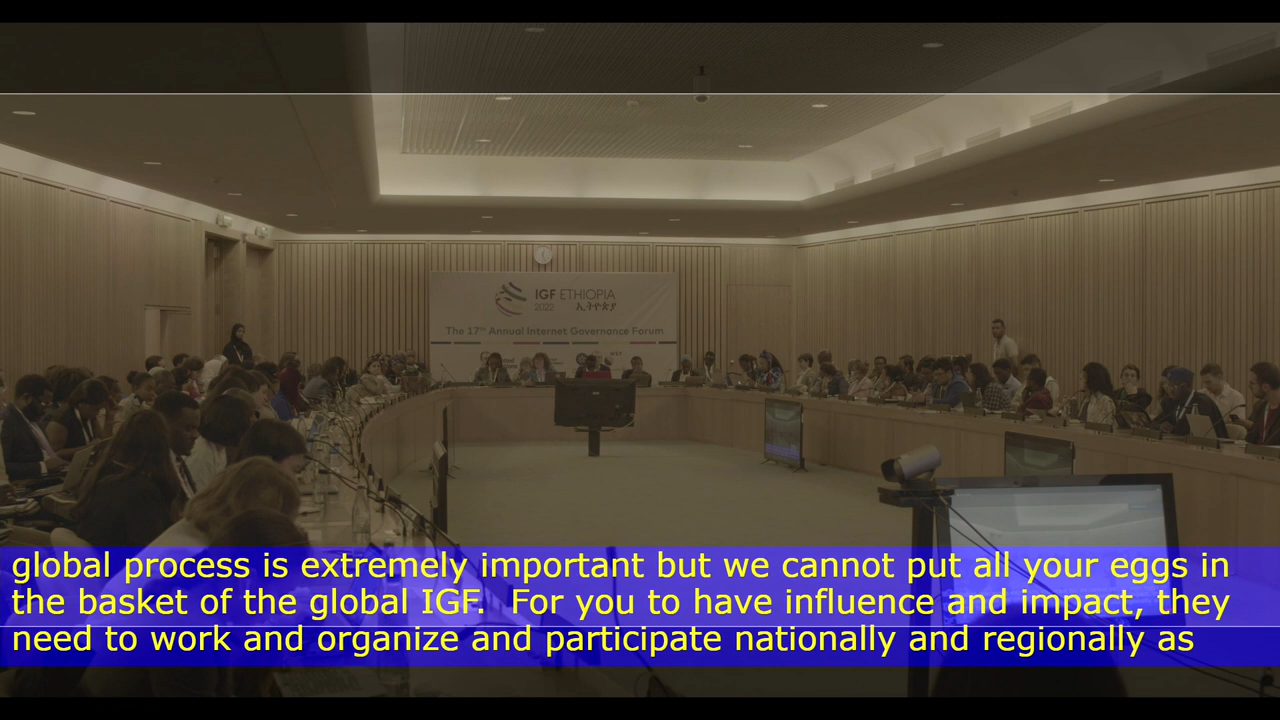 IGF ETHIOPIA
2022 ኢትዮጵያ
The 17th Annual Internet Governance Forum
global process is extremely important but we cannot put all your eggs in
the basket of the global IGF.  For you to have influence and impact, they
need to work and organize and participate nationally and regionally as